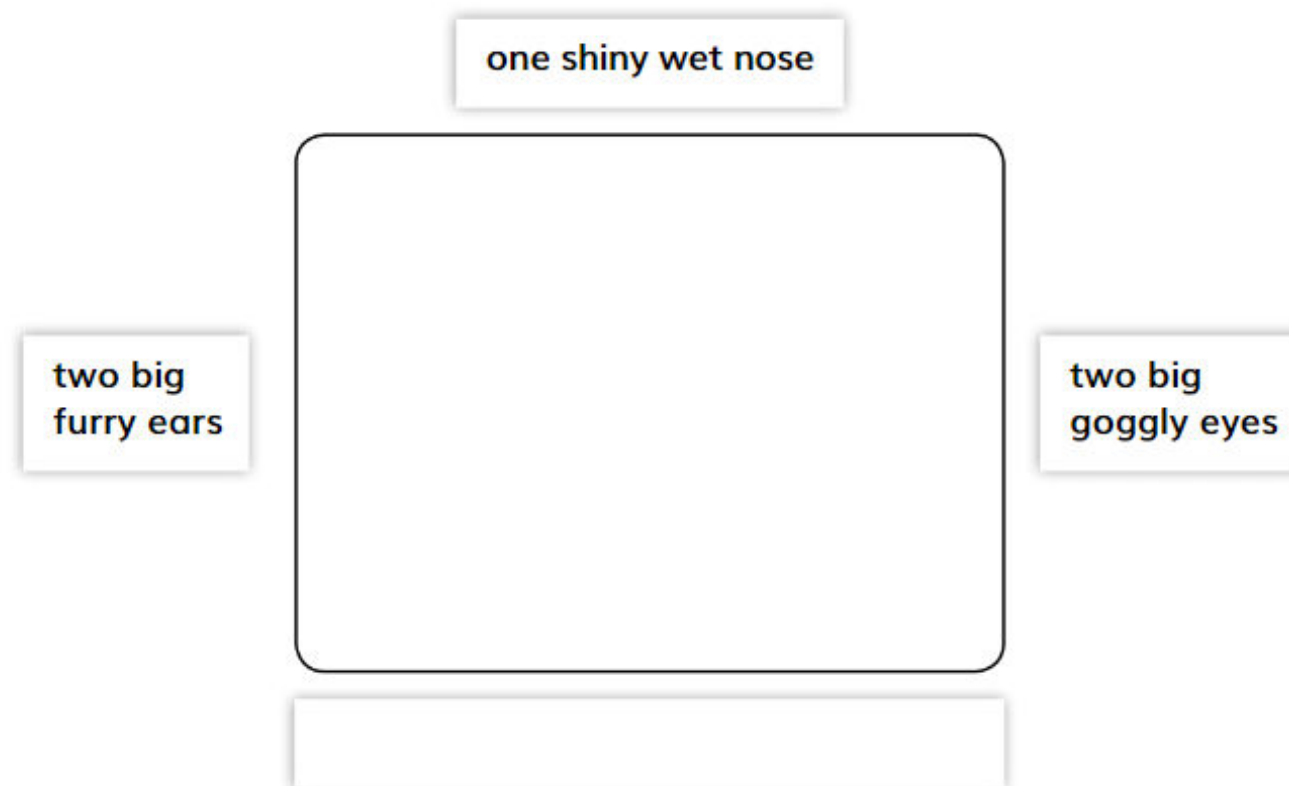 one shiny wet nose
two big
furry ears
two big
goggly eyes